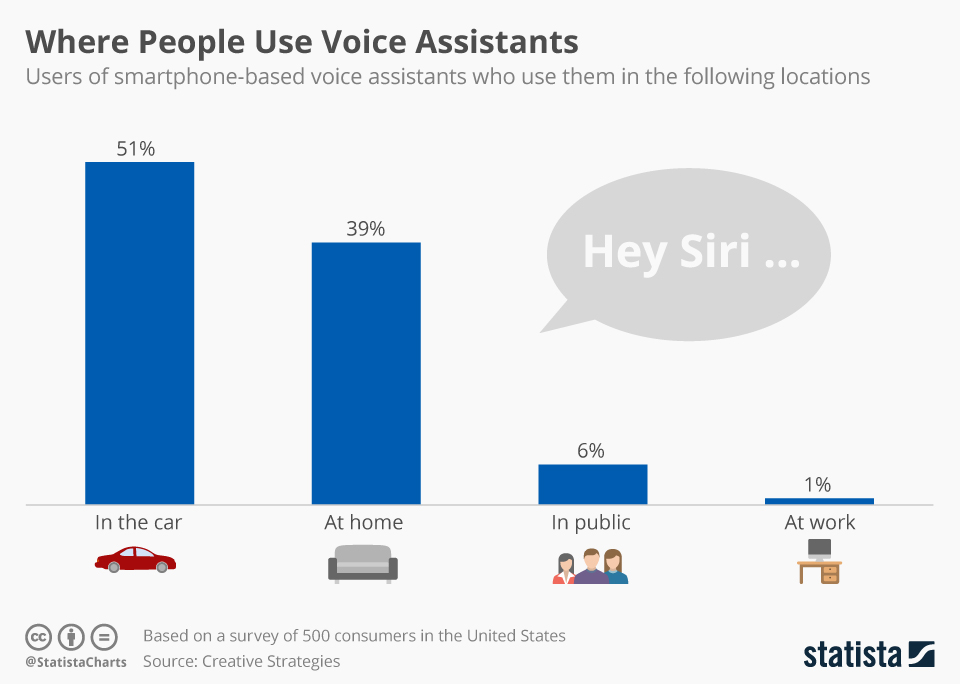 Where People Use Voice Assistants
Users of smartphone-based voice assistants who use them in the following locations
51%
39%
6%
1%
Hey Siri ...
In the car
At home
In public
At work
cc
@StatistaCharts
Based on a survey of 500 consumers in the United States
Source: Creative Strategies
statista